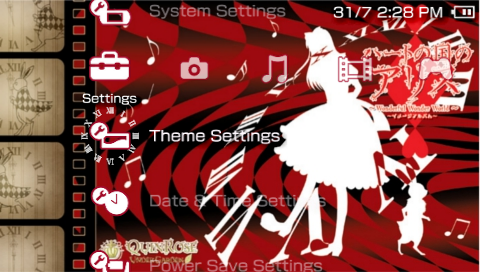 System Settings
31/7 2:28 PM
ハートの国の
アリス
~Wonderful Wonder World~
Settings
Theme Settings
Date & Time Settings
QUINROSE
Power Save Settings